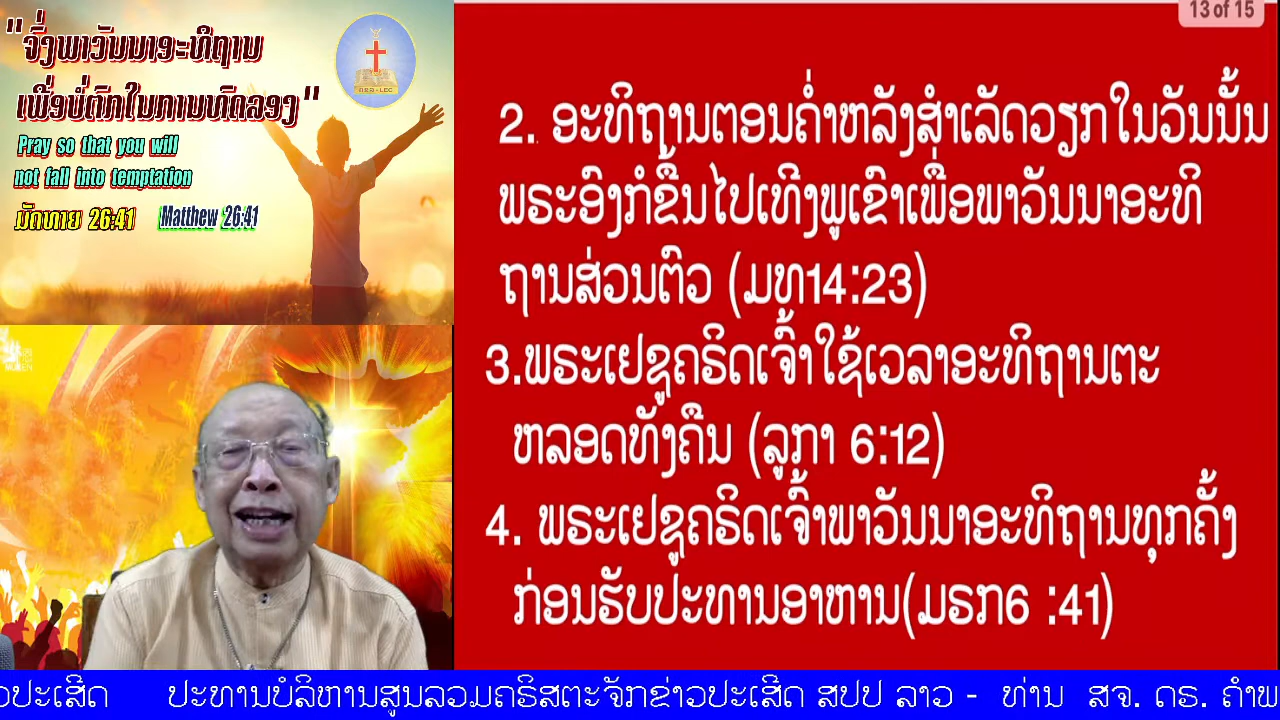 "ຈົ່ງພາວັນນາອະທິຖານ
ເພື່ອບໍ່ຕົກໃນການທົດລອງ"
Pray so that you will
not fall into temptation
ມັດທາຍ 26:41 Matthew 26:41
13 of 15
2. ອະທິຖານຕອນຄ່ຳຫລັງສຳເລັດວຽກໃນວັນນັ້ນ
ພຣະອົງກໍຂຶ້ນໄປເທີງພູເຂົາເພື່ອພາວັນນາອະທິ
ຖານສ່ວນຕົວ (ມທ14:23)
3.ພຣະເຢຊູຄຣິດເຈົ້າໃຊ້ເວລາອະທິຖານຕະ
ຫລອດທັງຄືນ (ລູກາ 6:12)
4. ພຣະເຢຊູຄຣິດເຈົ້າພາວັນນາອະທິຖານທຸກຄັ້ງ
ກ່ອນຮັບປະທານອາຫານ(ມຣກ6 :41)
ປະເສີດ ປະທານບໍລິຫານສູນລວມຄຣິສຕະຈັກຂ່າວປະເສີດ ສປປ ລາວ - ທ່ານ ສຈ. ດຣ. ຄຳພ